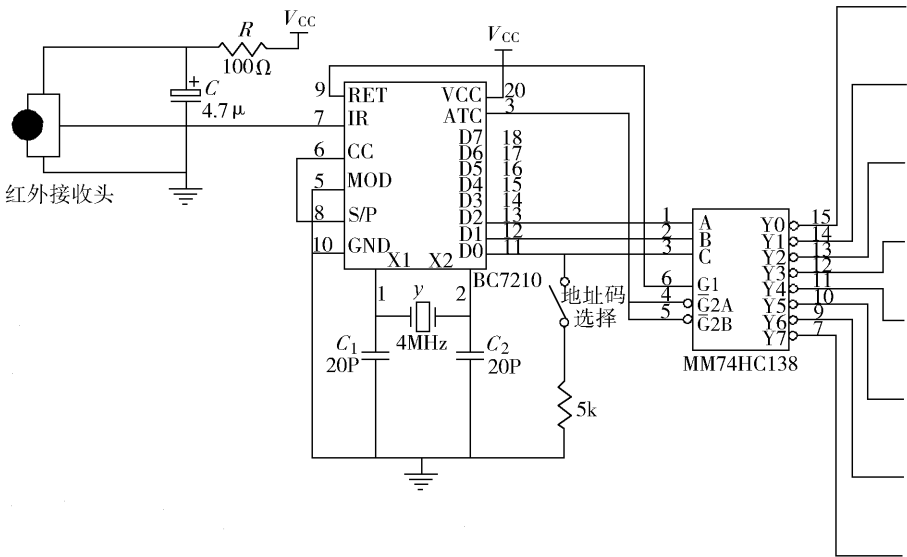 R
100Ω
VCC
C
+
4.7μ
红外接收头
9
7
6
5
8
10
RET
IR
CC
MOD
S/P
GND
X1 X2
VCC
ATC
D7
D6
D5
D4
D3
D2
D1
D0
VCC
20
3
18
17
16
15
14
13
12
11
BC7210
1
2
y
4MHz
C1
20P
C2
20P
地址码
选择
5k
1
2
3
6
4
5
A
B
C
G1
G2A
G2B
Y0
Y1
Y2
Y3
Y4
Y5
Y6
Y7
15
14
13
12
11
10
9
7
MM74HC138